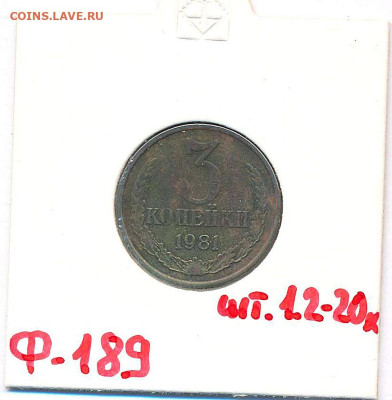 COINS.LAVE.RU
3
КОПЕЙКИ
1981
шт. 1.2-20к
Ф-189